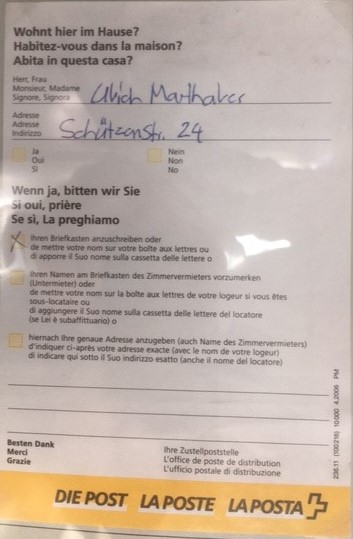 Wohnt hier im Hause?
Habitez-vous dans la maison?
Abita in questa casa?
Herr, Frau
Monsieur, Madame
Signore, Signora
Ulrich Marthaler
Adresse
Adresse
Indirizzo
Schützenstr. 24
Ja
Oui
Sì
Nein
Non
No
Wenn ja, bitten wir Sie
Si oui, prière
Se sì, La preghiamo
Ihren Briefkasten anzuschreiben oder
de mettre votre nom sur votre boîte aux lettres ou
di apporre il Suo nome sulla cassetta delle lettere o
Ihren Namen am Briefkasten des Zimmervermieters vorzumerken
(Untermieter) oder
de mettre votre nom sur la boîte aux lettres de votre logeur si vous êtes
sous-locataire ou
di aggiungere il Suo nome sulla cassetta delle lettere del locatore
(se Lei è subaffittuario) o
hiernach Ihre genaue Adresse anzugeben (auch Name des Zimmervermieters)
d'indiquer ci-après votre adresse exacte (avec le nom de votre logeur)
di indicare qui sotto il Suo indirizzo esatto (anche il nome del locatore)
Besten Dank
Merci
Grazie
Ihre Zustellpoststelle
L'office de poste de distribution
L'ufficio postale di distribuzione
236.11 (100/216) 10000 4.2006 PM
DIE POST LA POSTE LA POSTA